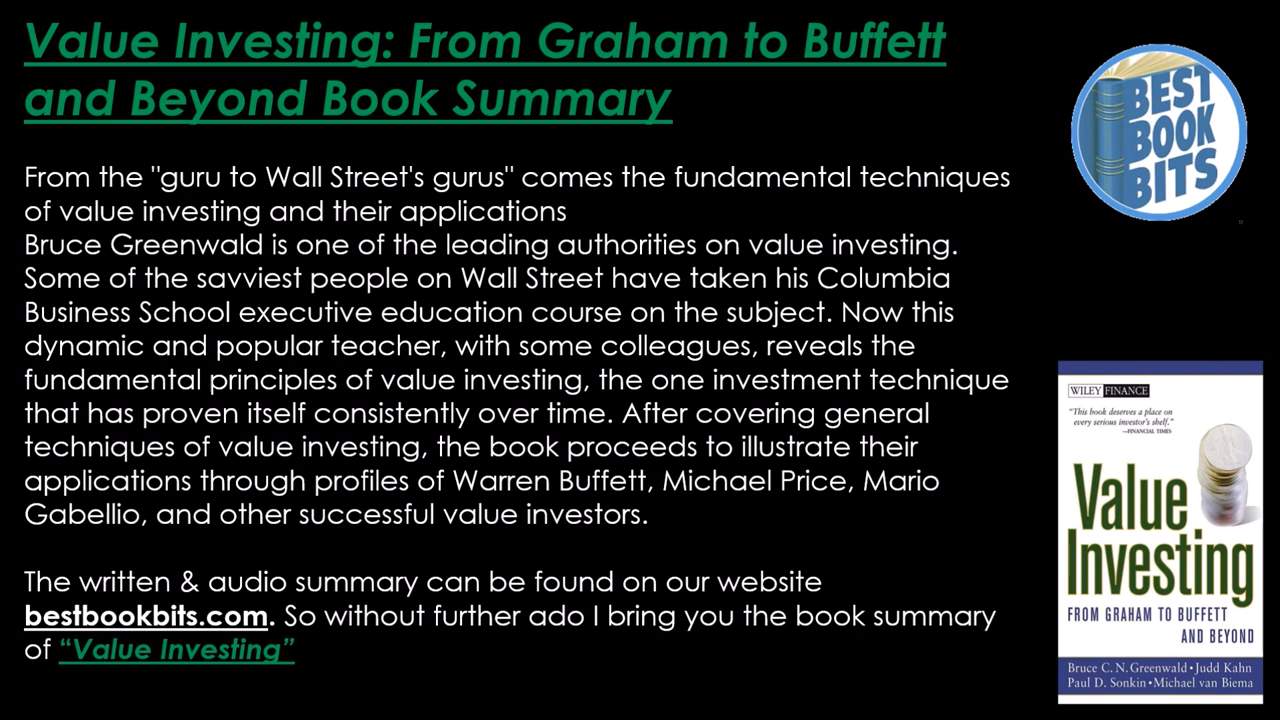 Value Investing: From Graham to Buffett
and Beyond Book Summary
From the "guru to Wall Street's gurus" comes the fundamental techniques
of value investing and their applications
Bruce Greenwald is one of the leading authorities on value investing.
Some of the savviest people on Wall Street have taken his Columbia
Business School executive education course on the subject. Now this
dynamic and popular teacher, with some colleagues, reveals the
fundamental principles of value investing, the one investment technique
that has proven itself consistently over time. After covering general
techniques of value investing, the book proceeds to illustrate their
applications through profiles of Warren Buffett, Michael Price, Mario
Gabellio, and other successful value investors.
The written & audio summary can be found on our website
bestbookbits.com. So without further ado I bring you the book summary
of “Value Investing”
BEST
BOOK
BITS
WILEY FINANCE
"This book deserves a place on
every serious investor's shelf."
—FINANCIAL TIMES
Value
Investing
FROM GRAHAM TO BUFFETT
AND BEYOND
Bruce C. N. Greenwald • Judd Kahn
Paul D. Sonkin • Michael van Biema